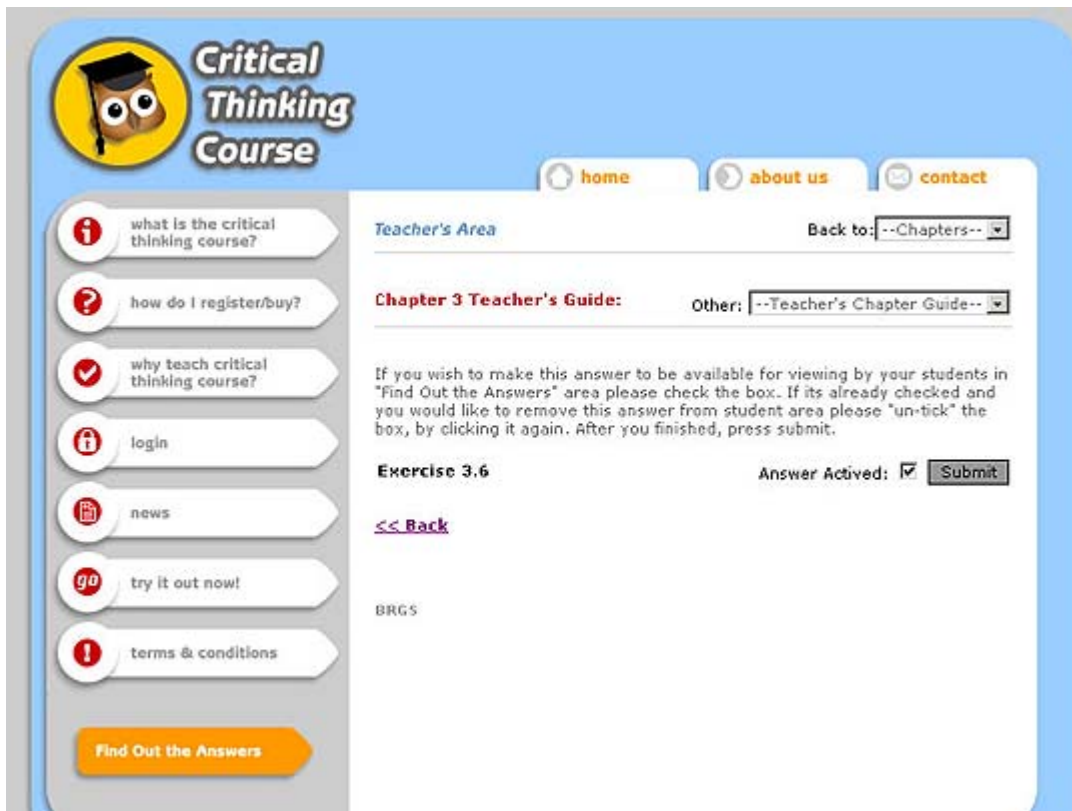 Critical
Thinking
Course
home
about us
contact
what is the critical
thinking course?
how do I register/buy?
why teach critical
thinking course?
login
news
go
try it out now!
terms & conditions
Find Out the Answers
Teacher's Area
Back to: --Chapters--
Chapter 3 Teacher's Guide:
Other: --Teacher's Chapter Guide--
If you wish to make this answer to be available for viewing by your students in
"Find Out the Answers" area please check the box. If its already checked and
you would like to remove this answer from student area please "un-tick" the
box, by clicking it again. After you finished, press submit.
Exercise 3.6
Answer Actived: Submit
<< Back
BRGS